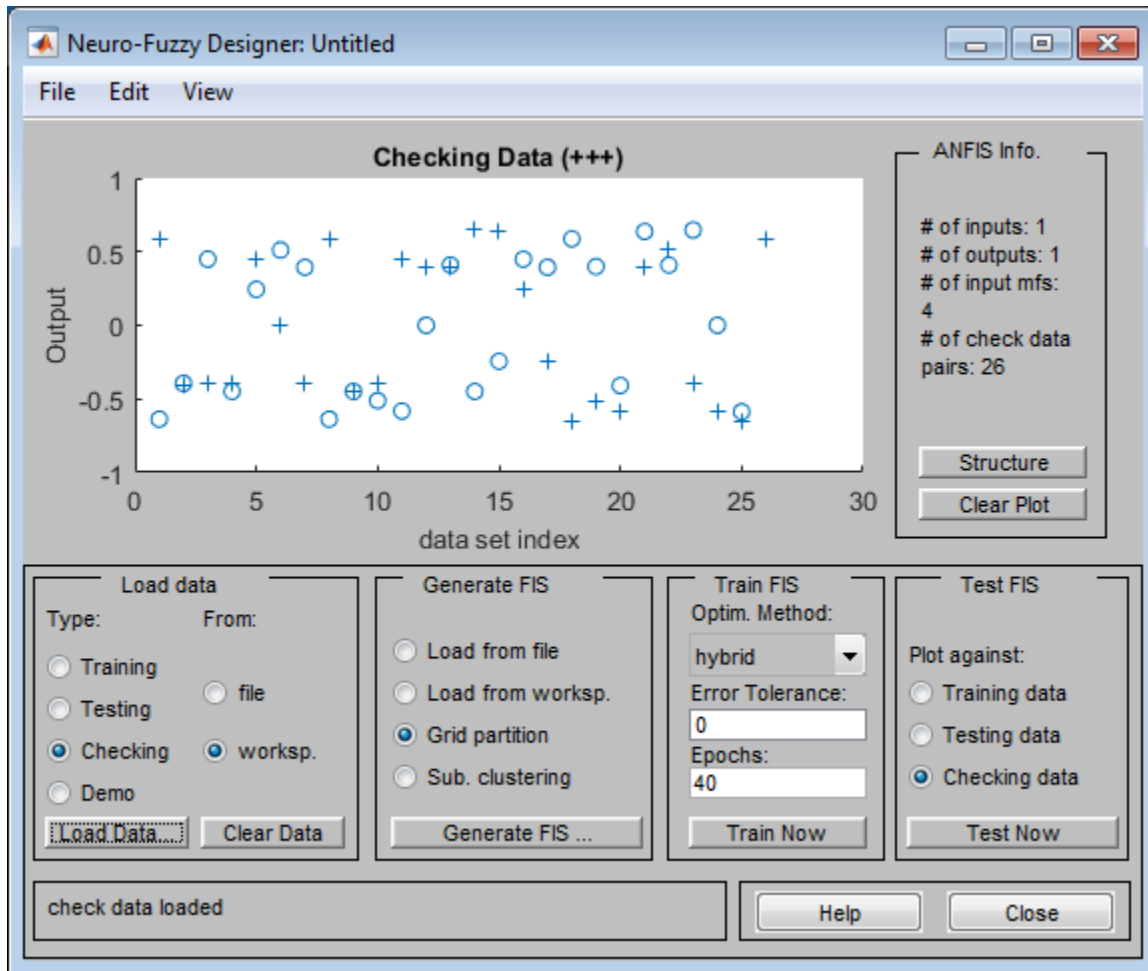 Neuro-Fuzzy Designer: Untitled
File Edit View
Checking Data (+++)
1
0.5
0
-0.5
-1
Output
0 5 10 15 20 25 30
data set index
ANFIS Info.
# of inputs: 1
# of outputs: 1
# of input mfs:
4
# of check data
pairs: 26
Structure
Clear Plot
Load data
Type: From:
Training
Testing
Checking
Demo
file
worksp.
Load Data...
Clear Data
Generate FIS
Load from file
Load from worksp.
Grid partition
Sub. clustering
Generate FIS ...
Train FIS
Optim. Method:
hybrid
Error Tolerance:
0
Epochs:
40
Train Now
Test FIS
Plot against:
Training data
Testing data
Checking data
Test Now
check data loaded
Help
Close